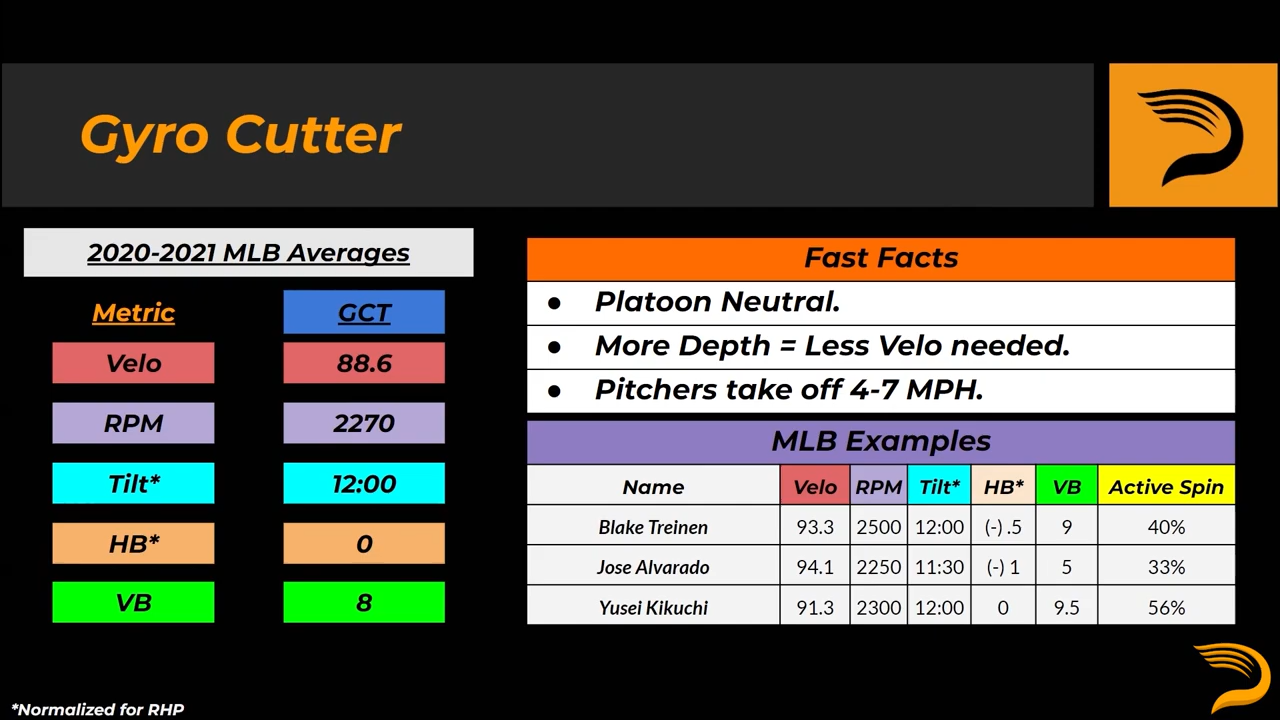 Gyro Cutter
2020-2021 MLB Averages
Metric GCT
Velo 88.6
RPM 2270
Tilt* 12:00
HB* 0
VB 8
Fast Facts
● Platoon Neutral.
● More Depth = Less Velo needed.
● Pitchers take off 4-7 MPH.
MLB Examples
Name Velo RPM Tilt* HB* VB Active Spin
Blake Treinen 93.3 2500 12:00 (-) .5 9 40%
Jose Alvarado 94.1 2250 11:30 (-) 1 5 33%
Yusei Kikuchi 91.3 2300 12:00 0 9.5 56%
*Normalized for RHP